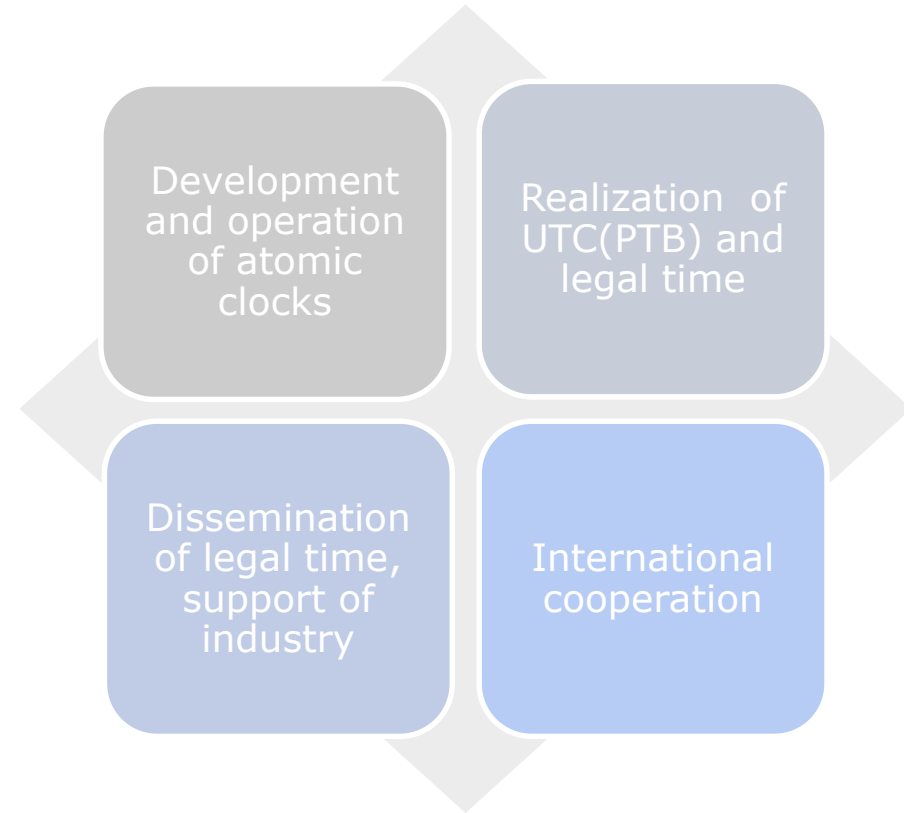 Development
and operation
of atomic
clocks
Realization of
UTC(PTB) and
legal time
Dissemination
of legal time,
support of
industry
International
cooperation